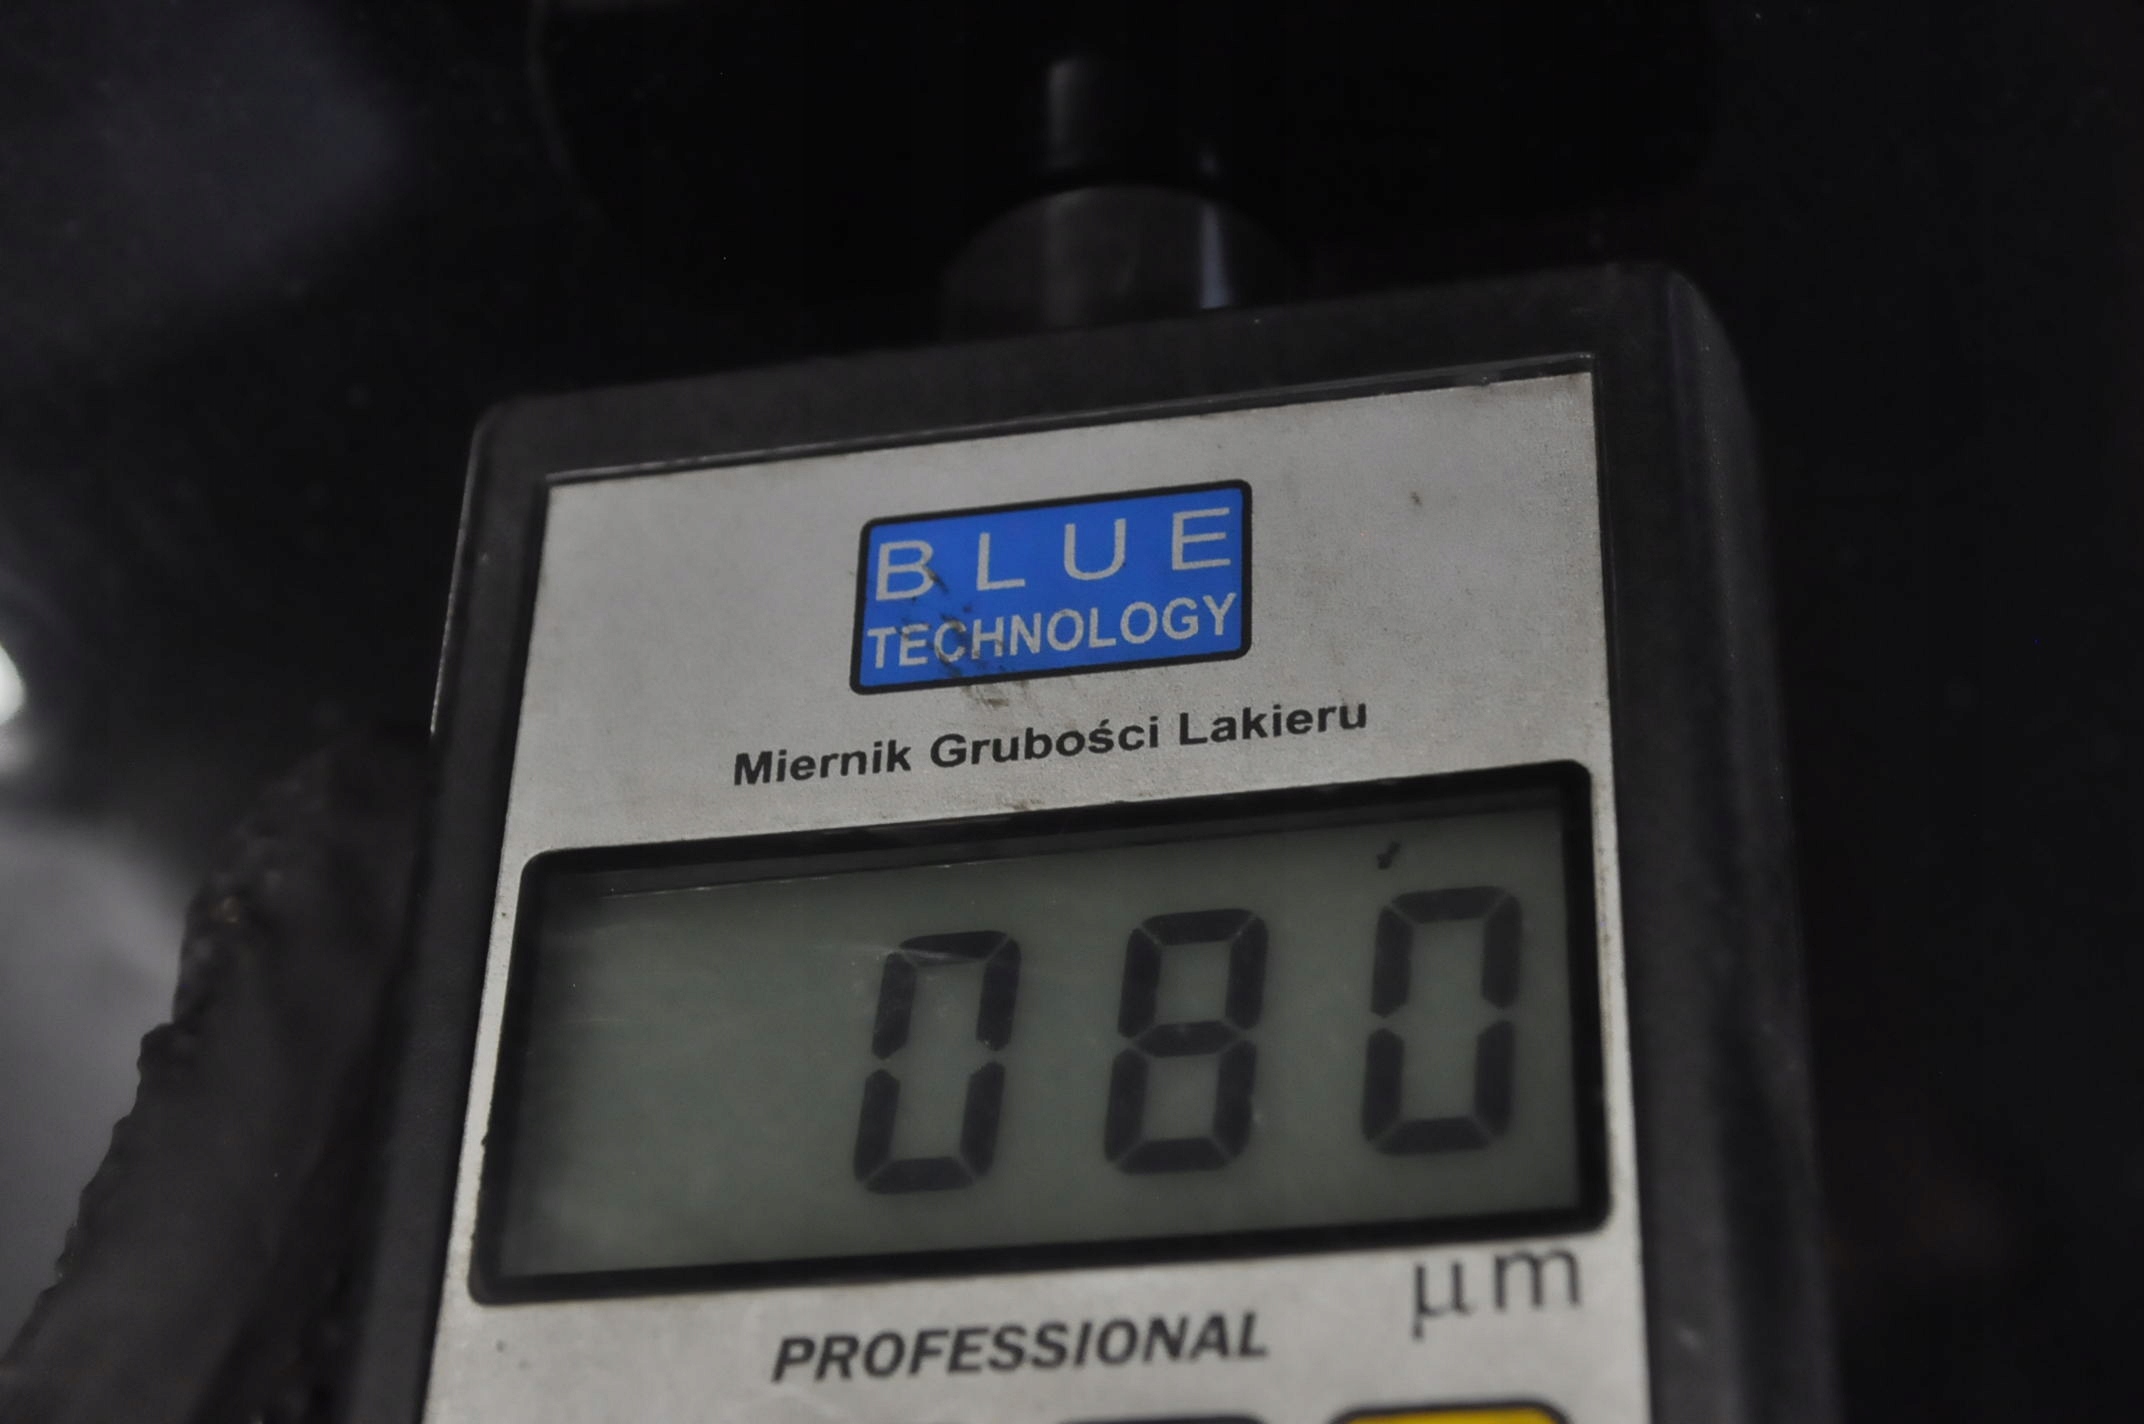 BLUE
TECHNOLOGY
Miernik Grubości Lakieru
080
µm
PROFESSIONAL